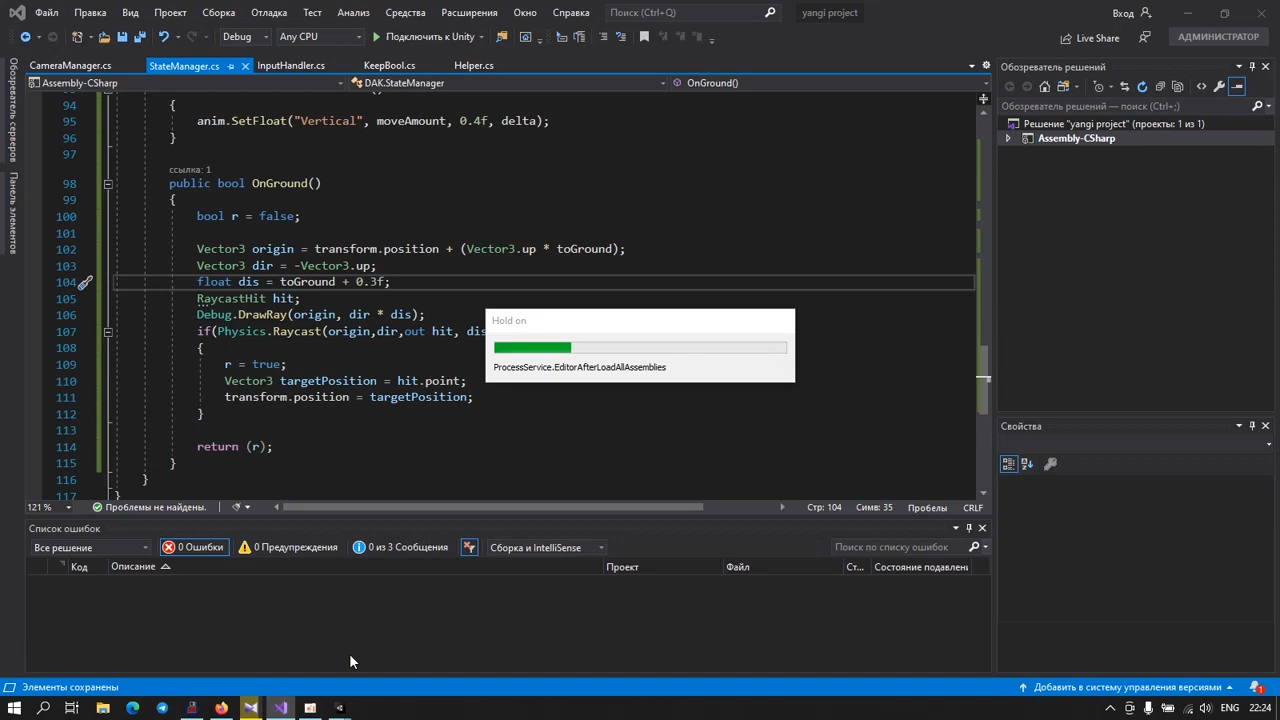 Файл Правка Вид Проект Сборка Отладка Тест Анализ Средства Расширения Окно Справка Поиск (Ctrl+Q) yangi project Вход
Debug Any CPU Подключить к Unity Live Share АДМИНИСТРАТОР
CameraManager.cs StateManager.cs InputHandler.cs KeepBool.cs Helper.cs
Assembly-CSharp DAK.StateManager OnGround()
Обозреватель серверов
Панель элементов
94 {
95 anim.SetFloat("Vertical", moveAmount, 0.4f, delta);
96 }
97
ссылка: 1
98 public bool OnGround()
99 {
100 bool r = false;
101
102 Vector3 origin = transform.position + (Vector3.up * toGround);
103 Vector3 dir = -Vector3.up;
104 float dis = toGround + 0.3f;
105 RaycastHit hit;
106 Debug.DrawRay(origin, dir * dis);
107 if(Physics.Raycast(origin,dir,out hit, dis
108 {
109 r = true;
110 Vector3 targetPosition = hit.point;
111 transform.position = targetPosition;
112 }
113
114 return (r);
115 }
116 }
117 }
Hold on
ProcessService.EditorAfterLoadAllAssemblies
121 % Проблемы не найдены. Стр: 104 Симв: 35 Пробелы CRLF
Список ошибок
Все решение 0 Ошибки 0 Предупреждения 0 из 3 Сообщения Сборка и IntelliSense Поиск по списку ошибок
Код Описание Проект Файл Ст... Состояние подавлени
Обозреватель решений
Обозреватель решений — поиск (Ctrl+;)
Решение "yangi project" (проекты: 1 из 1)
Assembly-CSharp
Свойства
Элементы сохранены Добавить в систему управления версиями 1
ENG 22:24